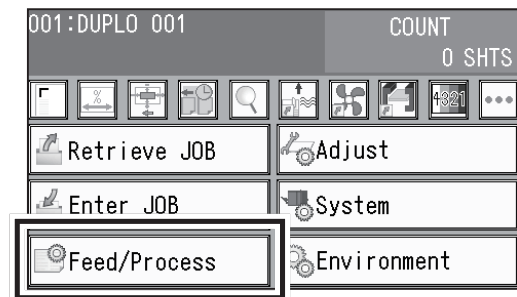 001:DUPLO 001
COUNT
0 SHTS
%
4321
Retrieve JOB
Adjust
Enter JOB
System
Feed/Process
Environment